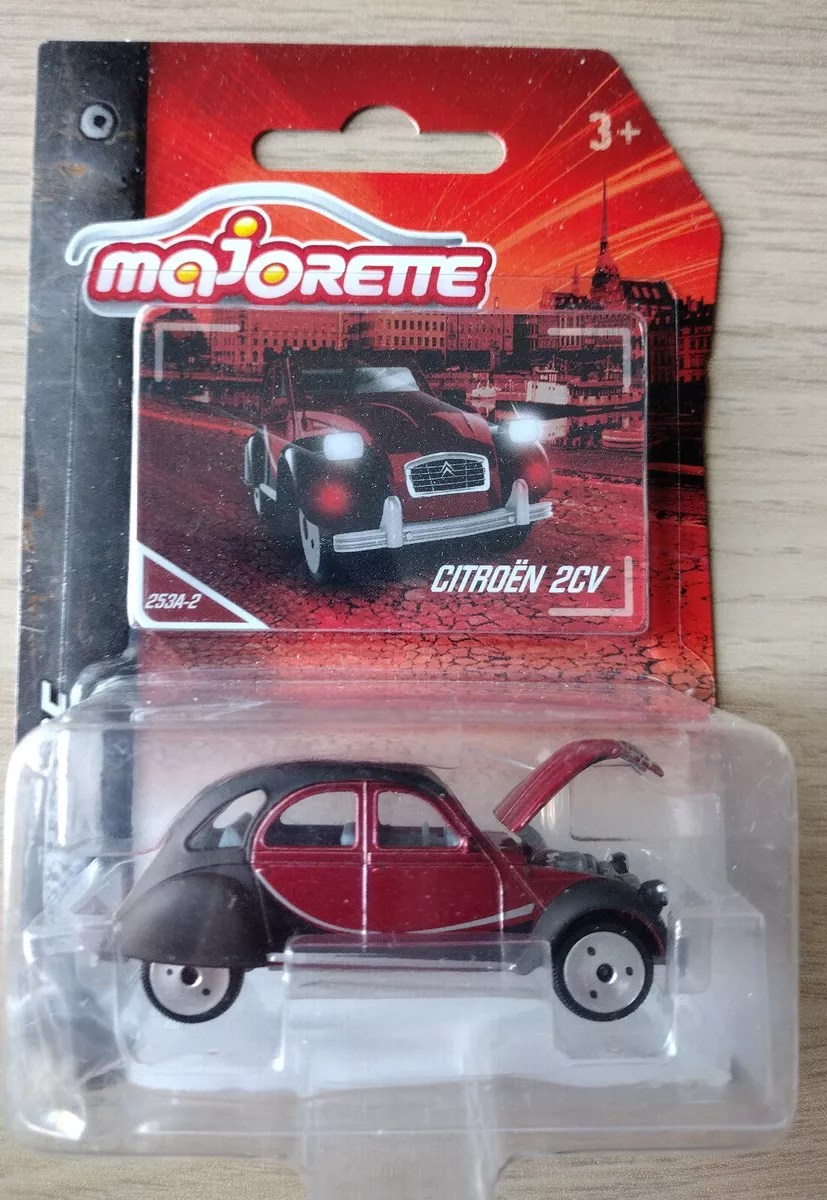 3+
MAJORETTE
CITROËN 2CV
253A-2